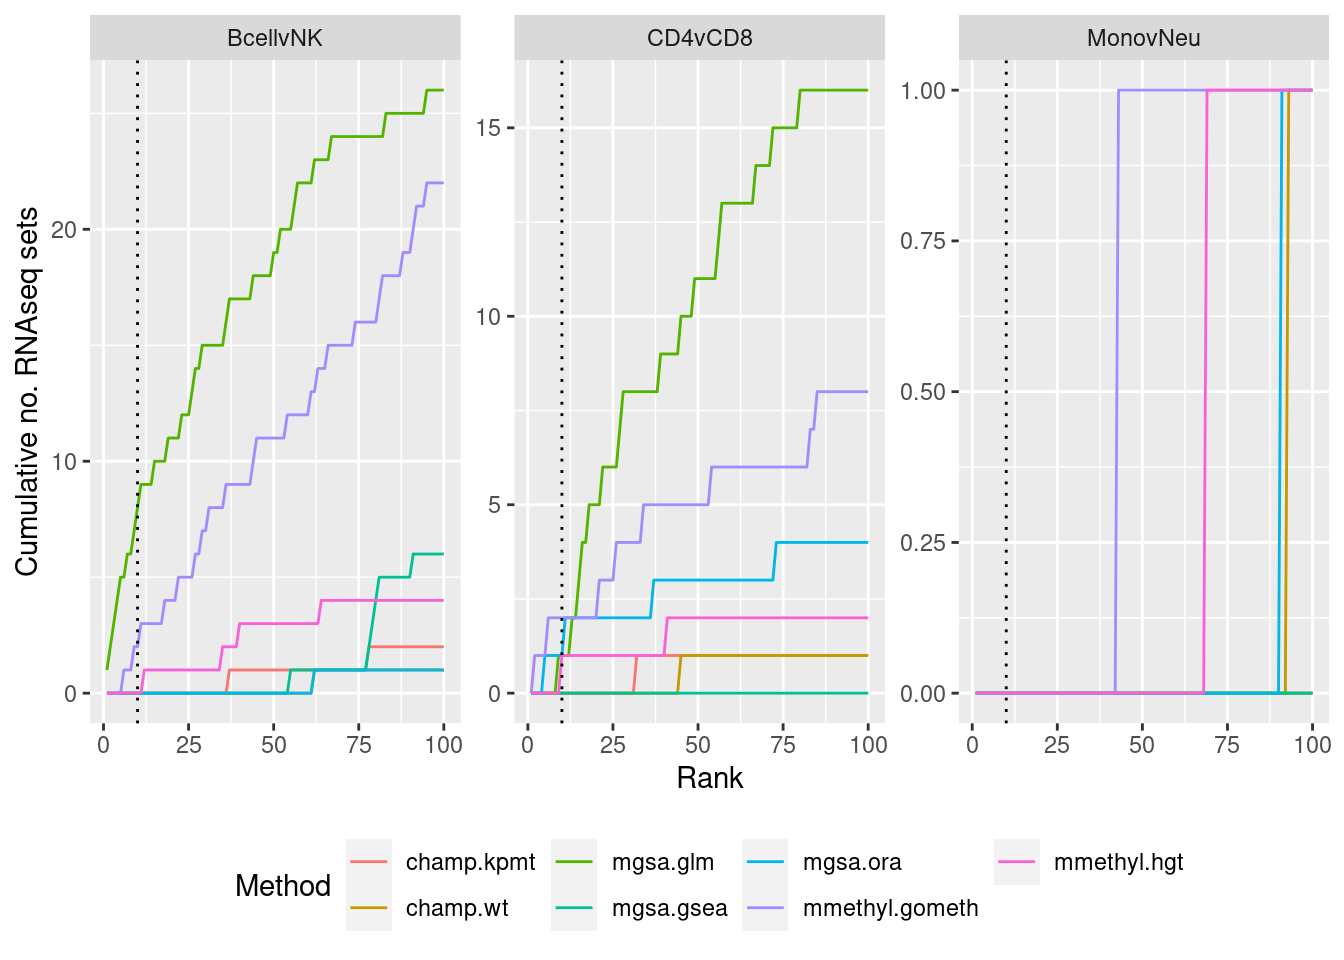 BcellvNK CD4vCD8 MonovNeu
Cumulative no. RNAseq sets
20
10
0
15
10
5
0
1.00
0.75
0.50
0.25
0.00
0 25 50 75 100 0 25 50 75 100 0 25 50 75 100
Rank
Method
champ.kpmt mgsa.glm mgsa.ora mmethyl.hgt
champ.wt mgsa.gsea mmethyl.gometh